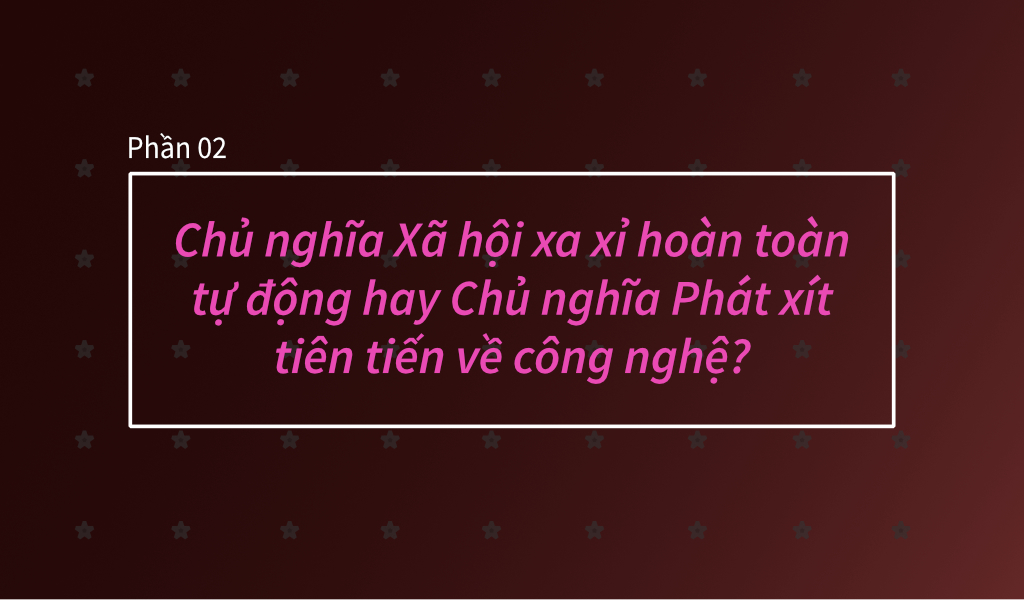 Phần 02
Chủ nghĩa Xã hội xa xỉ hoàn toàn
tự động hay Chủ nghĩa Phát xít
tiên tiến về công nghệ?